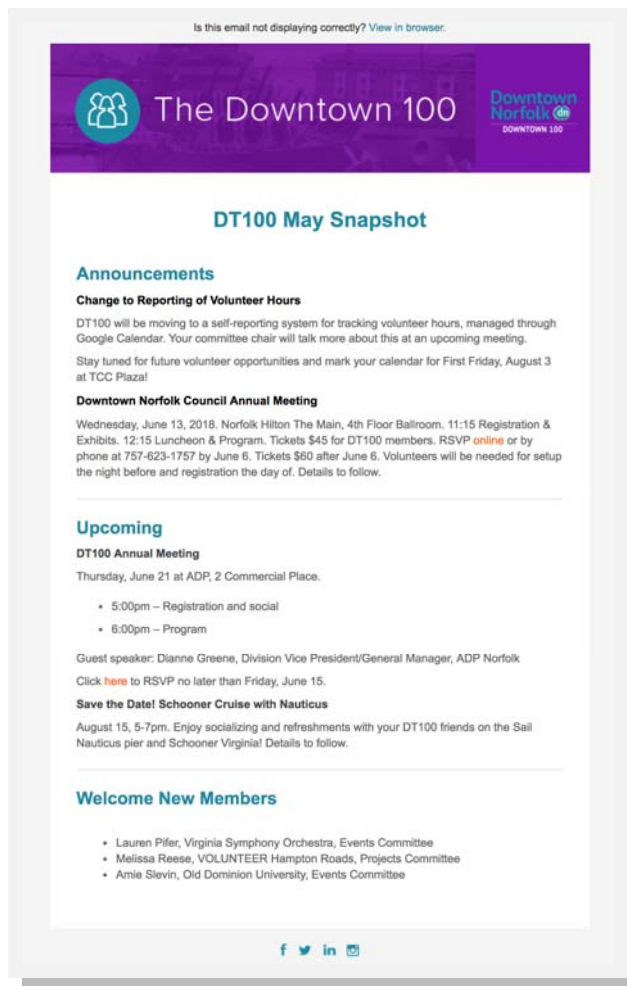 Is this email not displaying correctly? View in browser.
The Downtown 100
Downtown
Norfolk dn
DOWNTOWN 100
DT100 May Snapshot
Announcements
Change to Reporting of Volunteer Hours
DT100 will be moving to a self-reporting system for tracking volunteer hours, managed through
Google Calendar. Your committee chair will talk more about this at an upcoming meeting.
Stay tuned for future volunteer opportunities and mark your calendar for First Friday, August 3
at TCC Plaza!
Downtown Norfolk Council Annual Meeting
Wednesday, June 13, 2018. Norfolk Hilton The Main, 4th Floor Ballroom. 11:15 Registration &
Exhibits. 12:15 Luncheon & Program. Tickets $45 for DT100 members. RSVP online or by
phone at 757-623-1757 by June 6. Tickets $60 after June 6. Volunteers will be needed for setup
the night before and registration the day of. Details to follow.
Upcoming
DT100 Annual Meeting
Thursday, June 21 at ADP, 2 Commercial Place.
• 5:00pm – Registration and social
• 6:00pm – Program
Guest speaker: Dianne Greene, Division Vice President/General Manager, ADP Norfolk
Click here to RSVP no later than Friday, June 15.
Save the Date! Schooner Cruise with Nauticus
August 15, 5-7pm. Enjoy socializing and refreshments with your DT100 friends on the Sail
Nauticus pier and Schooner Virginia! Details to follow.
Welcome New Members
• Lauren Pifer, Virginia Symphony Orchestra, Events Committee
• Melissa Reese, VOLUNTEER Hampton Roads, Projects Committee
• Amie Slevin, Old Dominion University, Events Committee